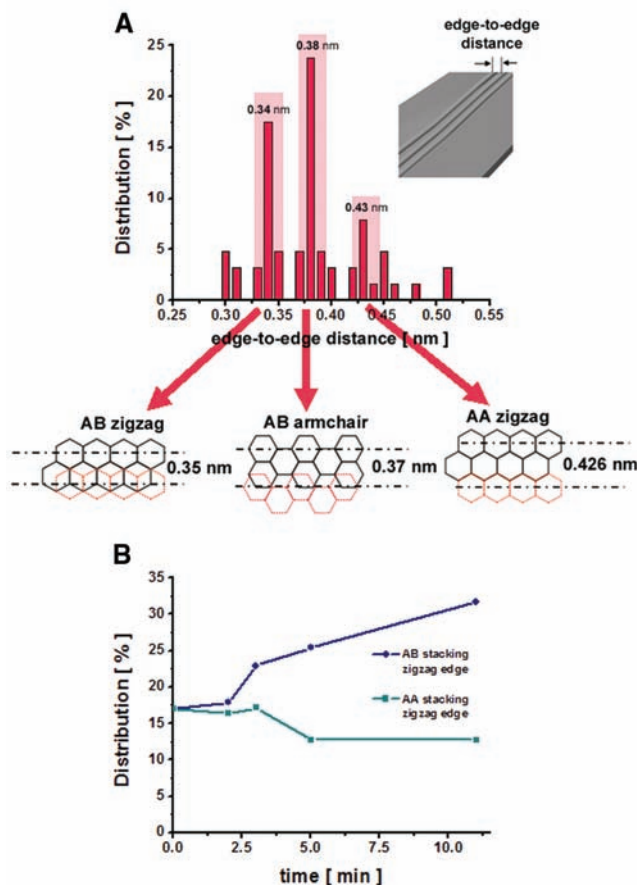 A
edge-to-edge
distance
0.38 nm
0.34 nm
0.43 nm
Distribution [ % ]
25
20
15
10
5
0
0.25 0.30 0.35 0.40 0.45 0.50 0.55
edge-to-edge distance [ nm ]
AB zigzag
0.35 nm
AB armchair
0.37 nm
AA zigzag
0.426 nm
B
Distribution [ % ]
35
30
25
20
15
10
5
0
AB stacking
zigzag edge
AA stacking
zigzag edge
0.0 2.5 5.0 7.5 10.0
time [ min ]